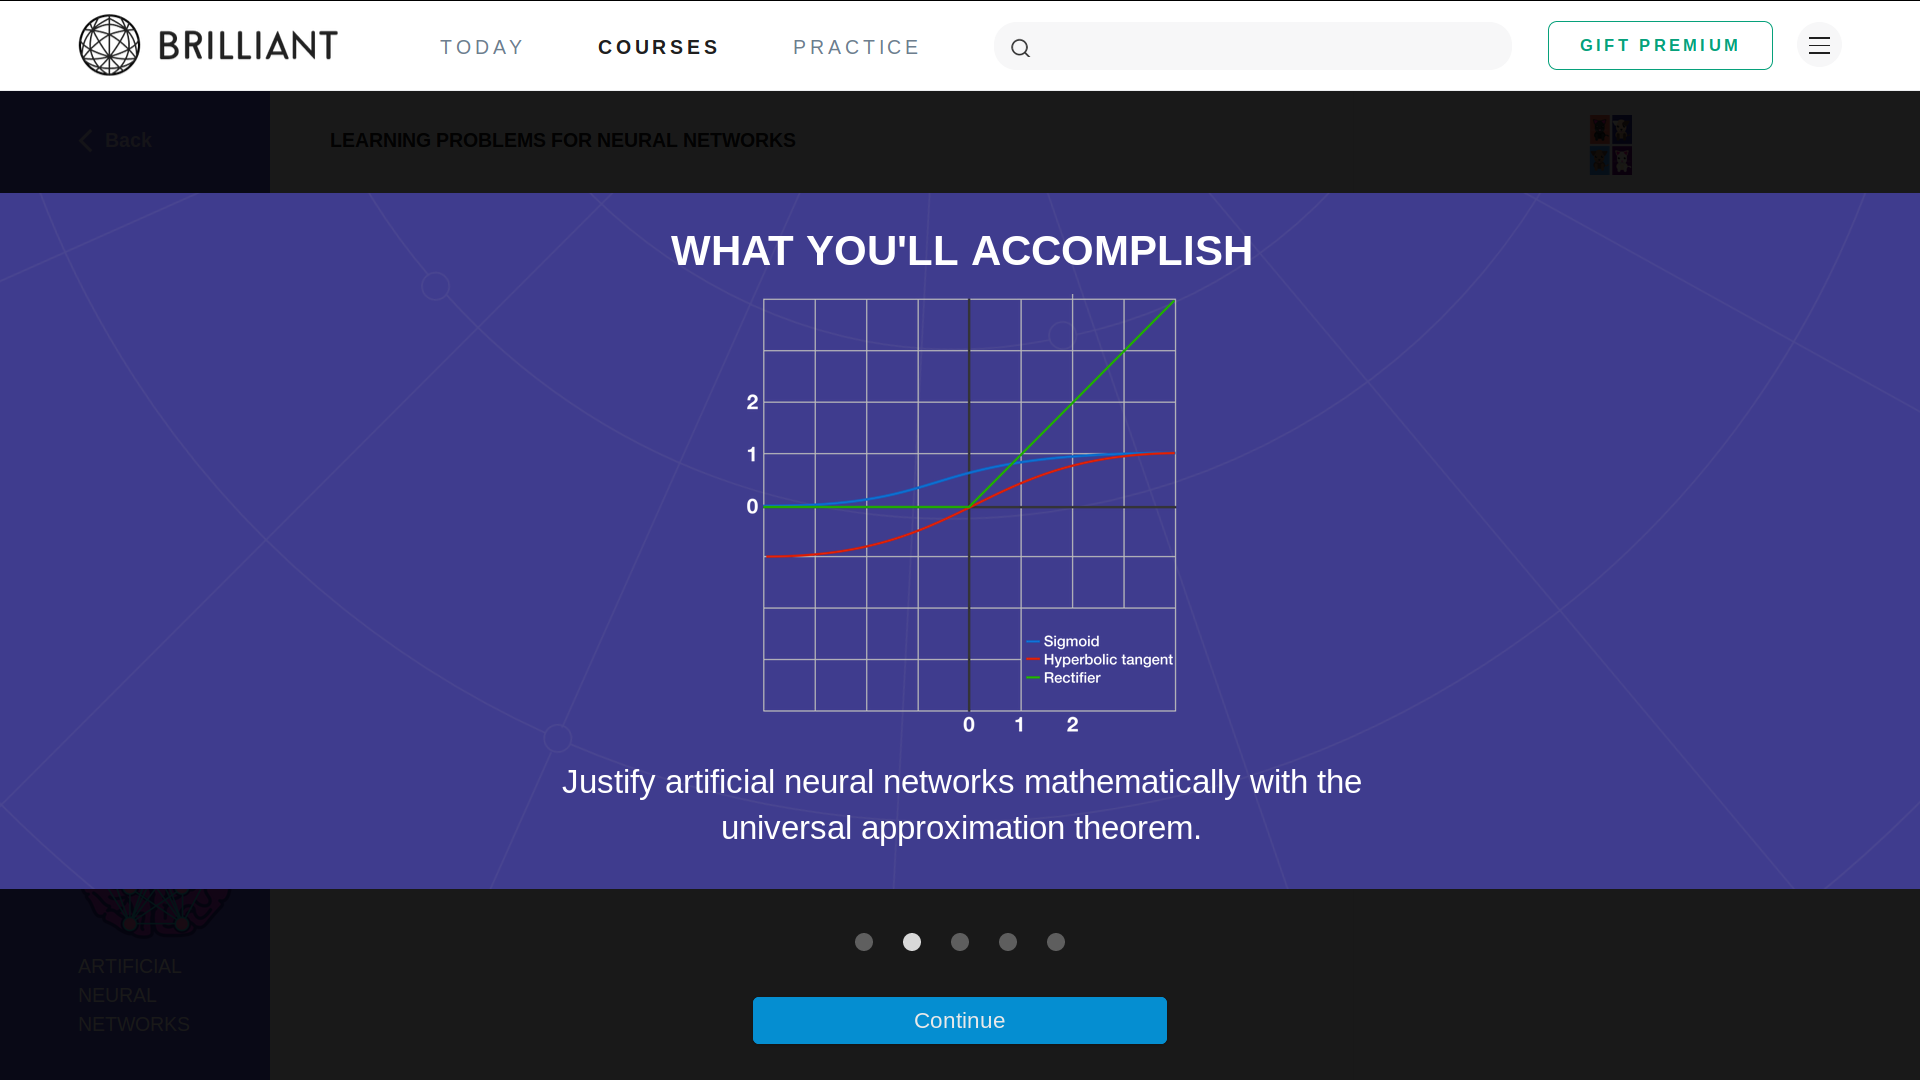 BRILLIANT
TODAY
COURSES
PRACTICE
GIFT PREMIUM
Back
LEARNING PROBLEMS FOR NEURAL NETWORKS
WHAT YOU'LL ACCOMPLISH
2
1
0
Sigmoid
Hyperbolic tangent
Rectifier
0 1 2
Justify artificial neural networks mathematically with the
universal approximation theorem.
ARTIFICIAL
NEURAL
NETWORKS
Continue